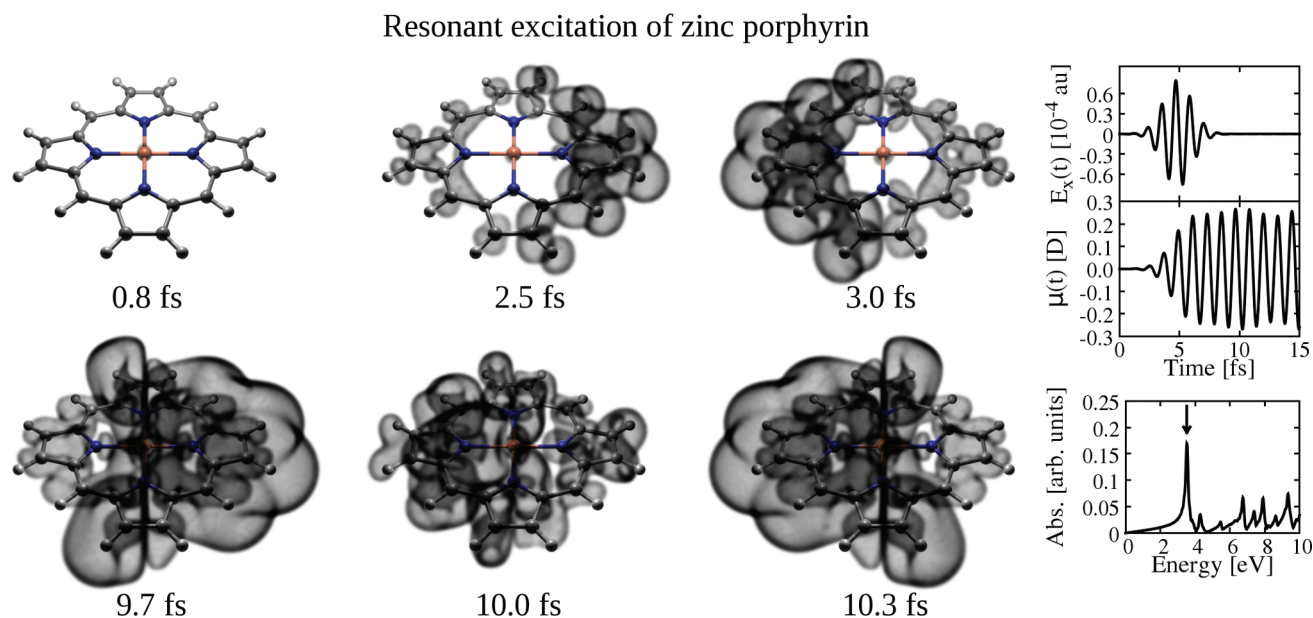 Resonant excitation of zinc porphyrin
0.8 fs
2.5 fs
3.0 fs
9.7 fs
10.0 fs
10.3 fs
Eₓ(t) [10⁻⁴ au]
0.6
0.3
0
-0.3
-0.6
μ(t) [D]
0.3
0.2
0.1
0.0
-0.1
-0.2
-0.3
0 5 10 15
Time [fs]
Abs. [arb. units]
0.25
0.2
0.15
0.1
0.05
0
0 2 4 6 8 10
Energy [eV]